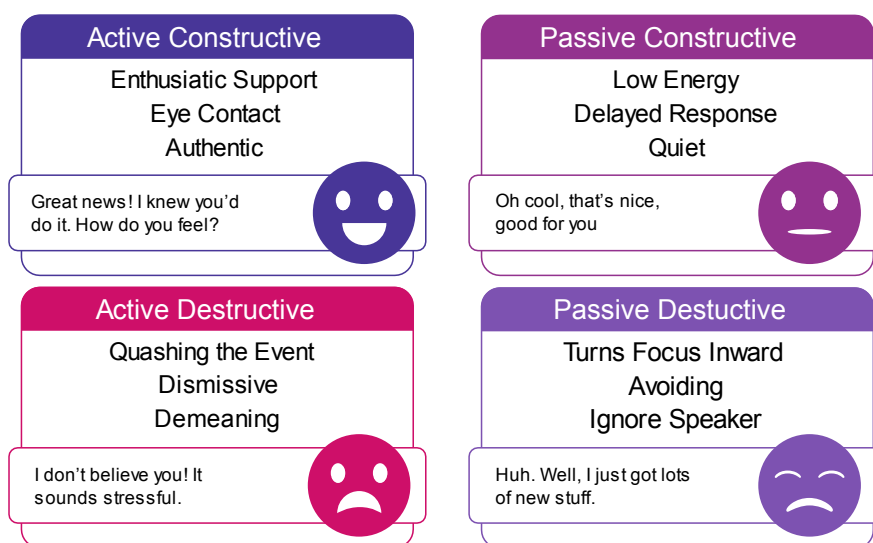 Active Constructive
Enthusiatic Support
Eye Contact
Authentic
Great news! I knew you'd
do it. How do you feel?
Passive Constructive
Low Energy
Delayed Response
Quiet
Oh cool, that's nice,
good for you
Active Destructive
Quashing the Event
Dismissive
Demeaning
I don't believe you! It
sounds stressful.
Passive Destuctive
Turns Focus Inward
Avoiding
Ignore Speaker
Huh. Well, I just got lots
of new stuff.